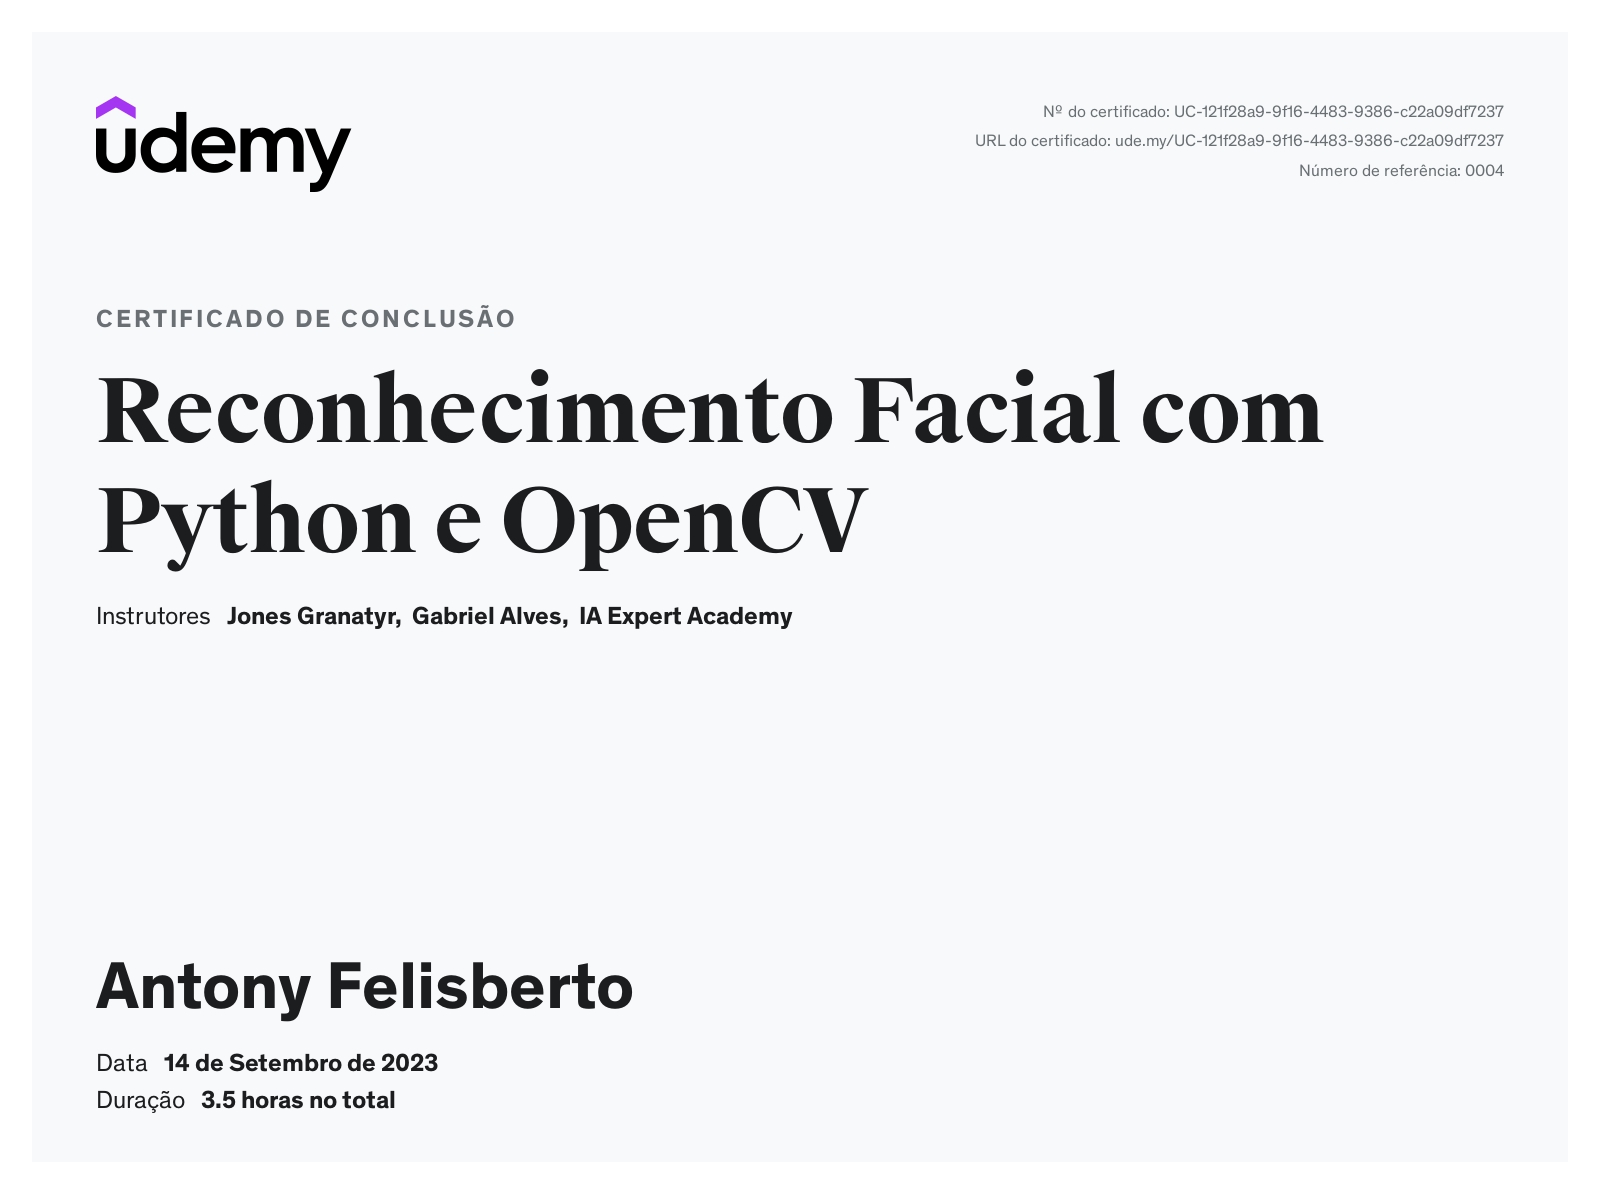 udemy
Nº do certificado: UC-121f28a9-9f16-4483-9386-c22a09df7237
URL do certificado: ude.my/UC-121f28a9-9f16-4483-9386-c22a09df7237
Número de referência: 0004
CERTIFICADO DE CONCLUSÃO
Reconhecimento Facial com
Python e OpenCV
Instrutores Jones Granatyr, Gabriel Alves, IA Expert Academy
Antony Felisberto
Data 14 de Setembro de 2023
Duração 3.5 horas no total